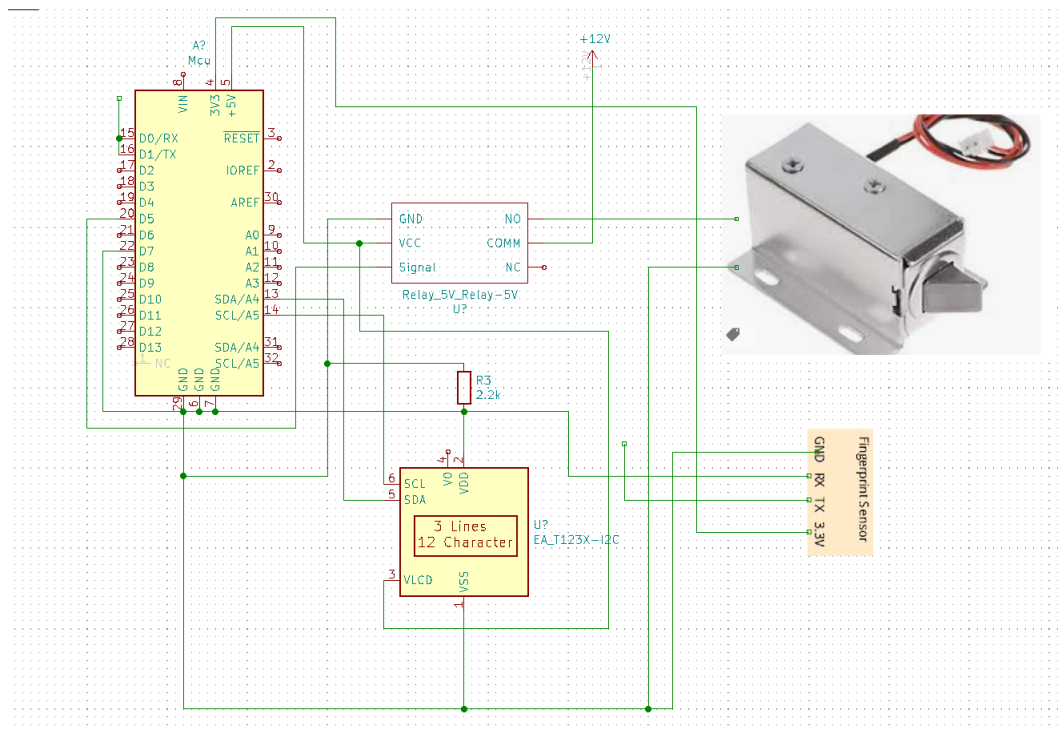 A?
Mcu
+12V
+12V
8
4
5
VIN
3V3
+5V
15
D0/RX
RESET
3
16
D1/TX
17
D2
IOREF
2
18
D3
19
D4
AREF
30
20
D5
21
D6
A0
9
22
D7
A1
10
23
D8
A2
11
24
D9
A3
12
25
D10
SDA/A4
13
26
D11
SCL/A5
14
27
D12
28
D13
SDA/A4
31
1
NC
SCL/A5
32
GND
GND
GND
29
6
7
GND
NO
VCC
COMM
Signal
NC
Relay_5V_Relay-5V
U?
R3
2.2k
4
2
VO
VDD
6
SCL
5
SDA
3 Lines
12 Character
U?
EA_T123X-I2C
3
VLCD
VSS
1
GND
RX
TX
3.3V
Fingerprint Sensor